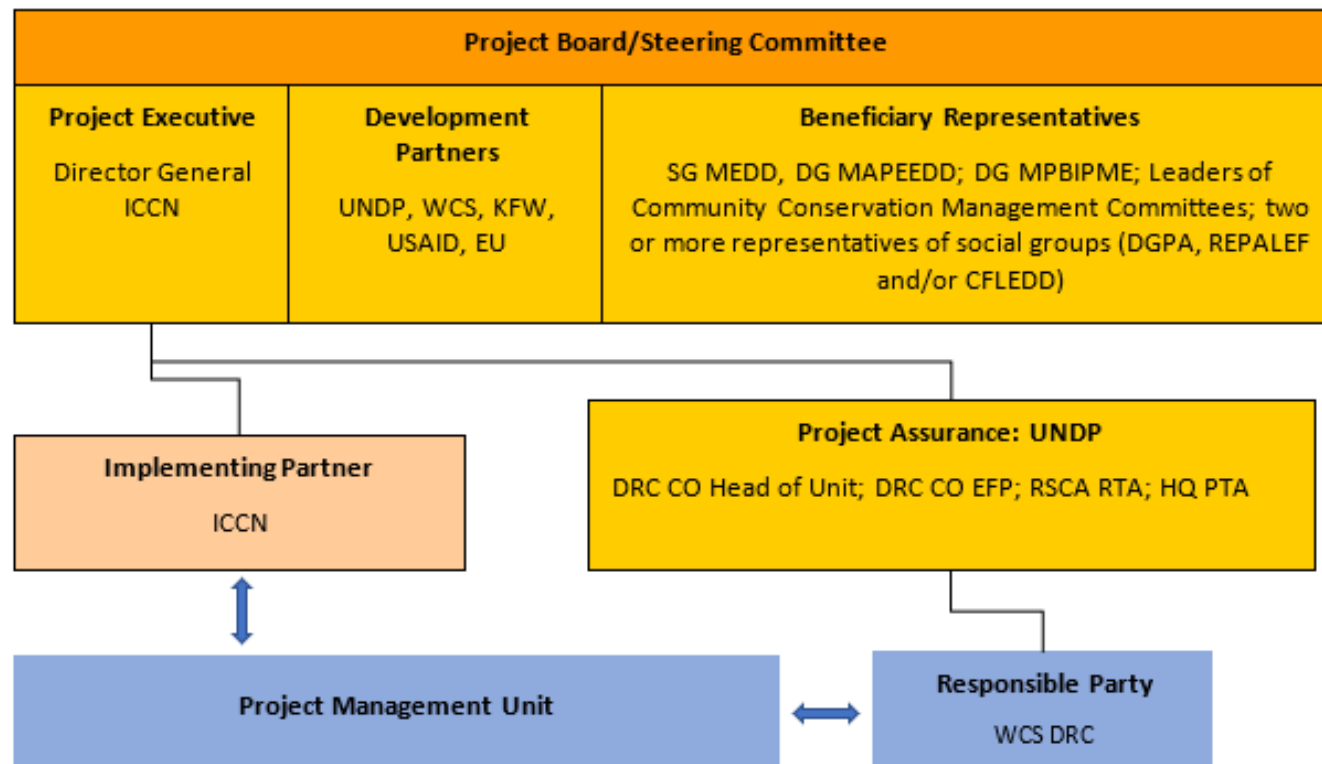 Project Board/Steering Committee
Project Executive
Director General
ICCN
Development
Partners
UNDP, WCS, KFW,
USAID, EU
Beneficiary Representatives
SG MEDD, DG MAPEEDD; DG MPBIPME; Leaders of
Community Conservation Management Committees; two
or more representatives of social groups (DGPA, REPALEF
and/or CFLEDD)
Implementing Partner
ICCN
Project Assurance: UNDP
DRC CO Head of Unit; DRC CO EFP; RSCA RTA; HQ PTA
Project Management Unit
Responsible Party
WCS DRC